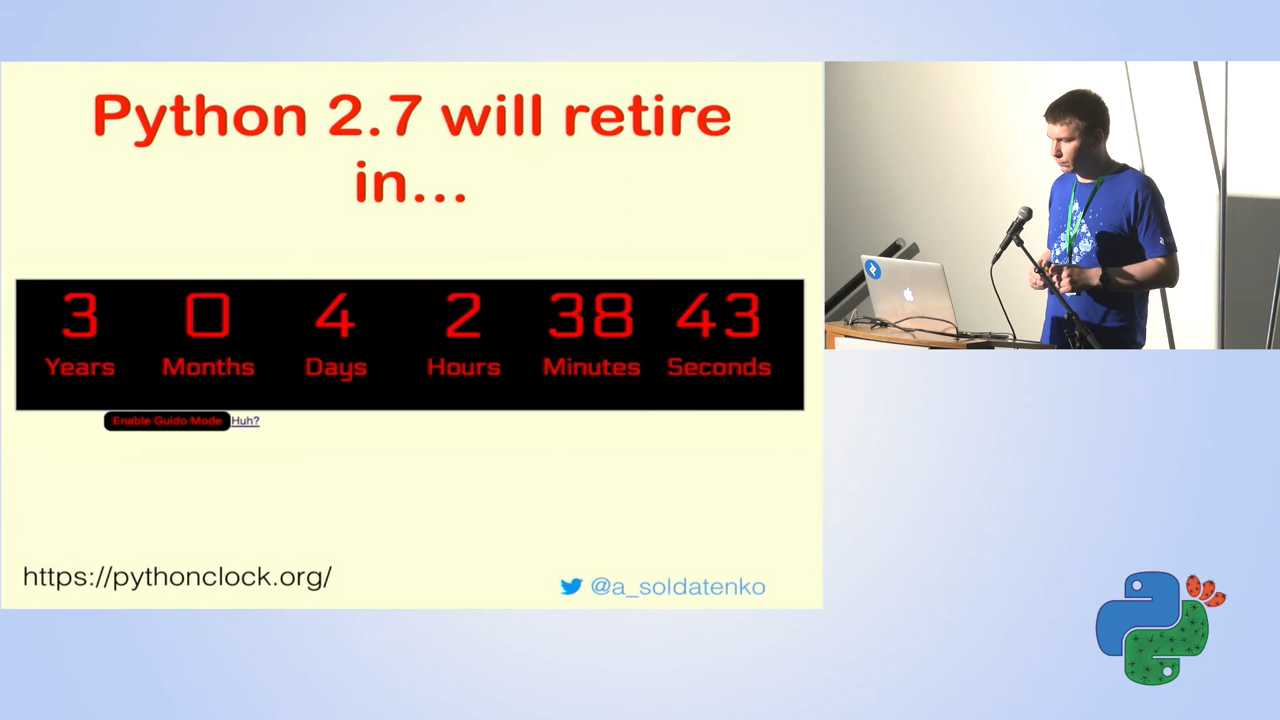 Python 2.7 will retire
in...
3 0 4 2 38 43
Years Months Days Hours Minutes Seconds
Enable Guido Mode Huh?
https://pythonclock.org/
@a_soldatenko